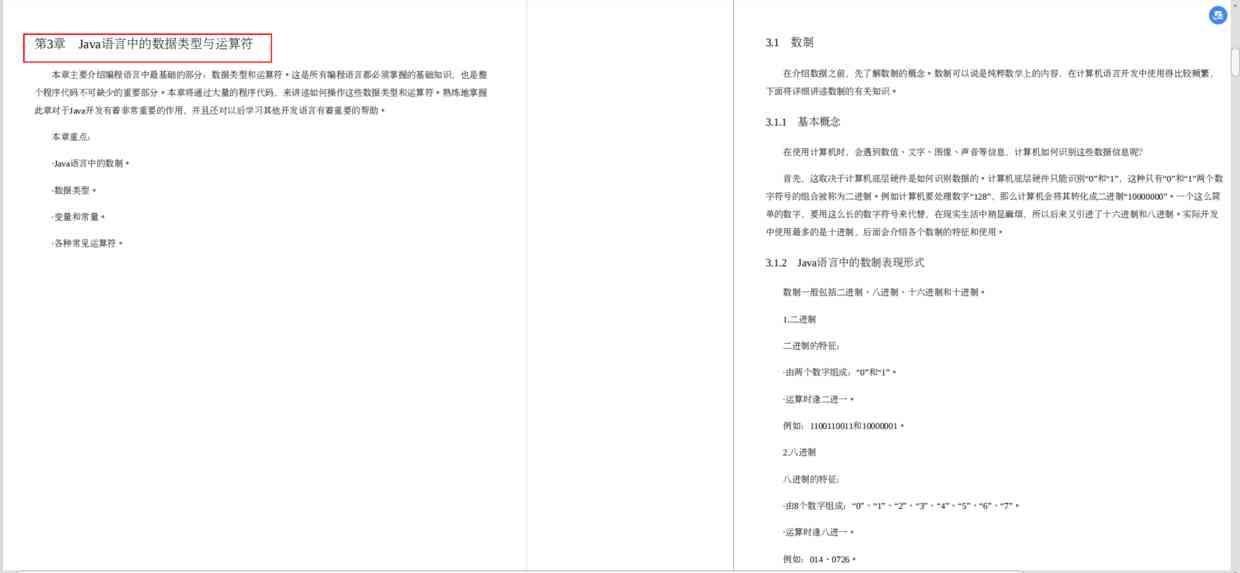 第3章 Java语言中的数据类型与运算符
本章主要介绍编程语言中最基础的部分：数据类型和运算符。这是所有编程语言都必须掌握的基础知识，也是整
个程序代码不可缺少的重要部分。本章将通过大量的程序代码，来讲述如何操作这些数据类型和运算符。熟练地掌握
此章对于Java开发有着非常重要的作用，并且还对以后学习其他开发语言有着重要的帮助。
本章重点：
·Java语言中的数制。
·数据类型。
·变量和常量。
·各种常见运算符。
3.1 数制
在介绍数据之前，先了解数制的概念。数制可以说是纯粹数学上的内容，在计算机语言开发中使用得比较频繁，
下面将详细讲述数制的有关知识。
3.1.1 基本概念
在使用计算机时，会遇到数值、文字、图像、声音等信息，计算机如何识别这些数据信息呢？
首先，这取决于计算机底层硬件是如何识别数据的。计算机底层硬件只能识别“0”和“1”，这种只有“0”和“1”两个数
字符号的组合被称为二进制。例如计算机要处理数字“128”，那么计算机会将其转化成二进制“10000000”。一个这么简
单的数字，要用这么长的数字符号来代替，在现实生活中稍显麻烦，所以后来又引进了十六进制和八进制。实际开发
中使用最多的是十进制，后面会介绍各个数制的特征和使用。
3.1.2 Java语言中的数制表现形式
数制一般包括二进制、八进制、十六进制和十进制。
1.二进制
二进制的特征：
·由两个数字组成：“0”和“1”。
·运算时逢二进一。
例如：1100110011和10000001。
2.八进制
八进制的特征：
·由8个数字组成：“0”、“1”、“2”、“3”、“4”、“5”、“6”、“7”。
·运算时逢八进一。
例如：014、0726。